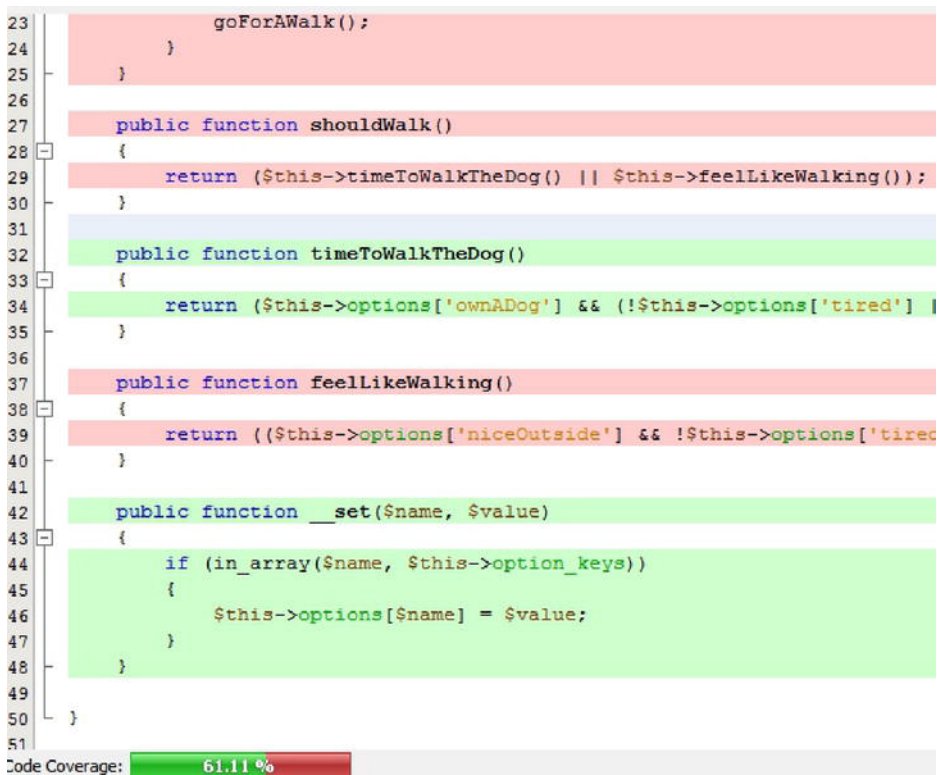 23 goForAWalk();
24 }
25 }
26
27 public function shouldWalk()
28 {
29 return ($this->timeToWalkTheDog() || $this->feelLikeWalking());
30 }
31
32 public function timeToWalkTheDog()
33 {
34 return ($this->options['ownADog'] && (!$this->options['tired'] |
35 }
36
37 public function feelLikeWalking()
38 {
39 return (($this->options['niceOutside'] && !$this->options['tired
40 }
41
42 public function __set($name, $value)
43 {
44 if (in_array($name, $this->option_keys))
45 {
46 $this->options[$name] = $value;
47 }
48 }
49
50 }
51
Code Coverage: 61.11 %